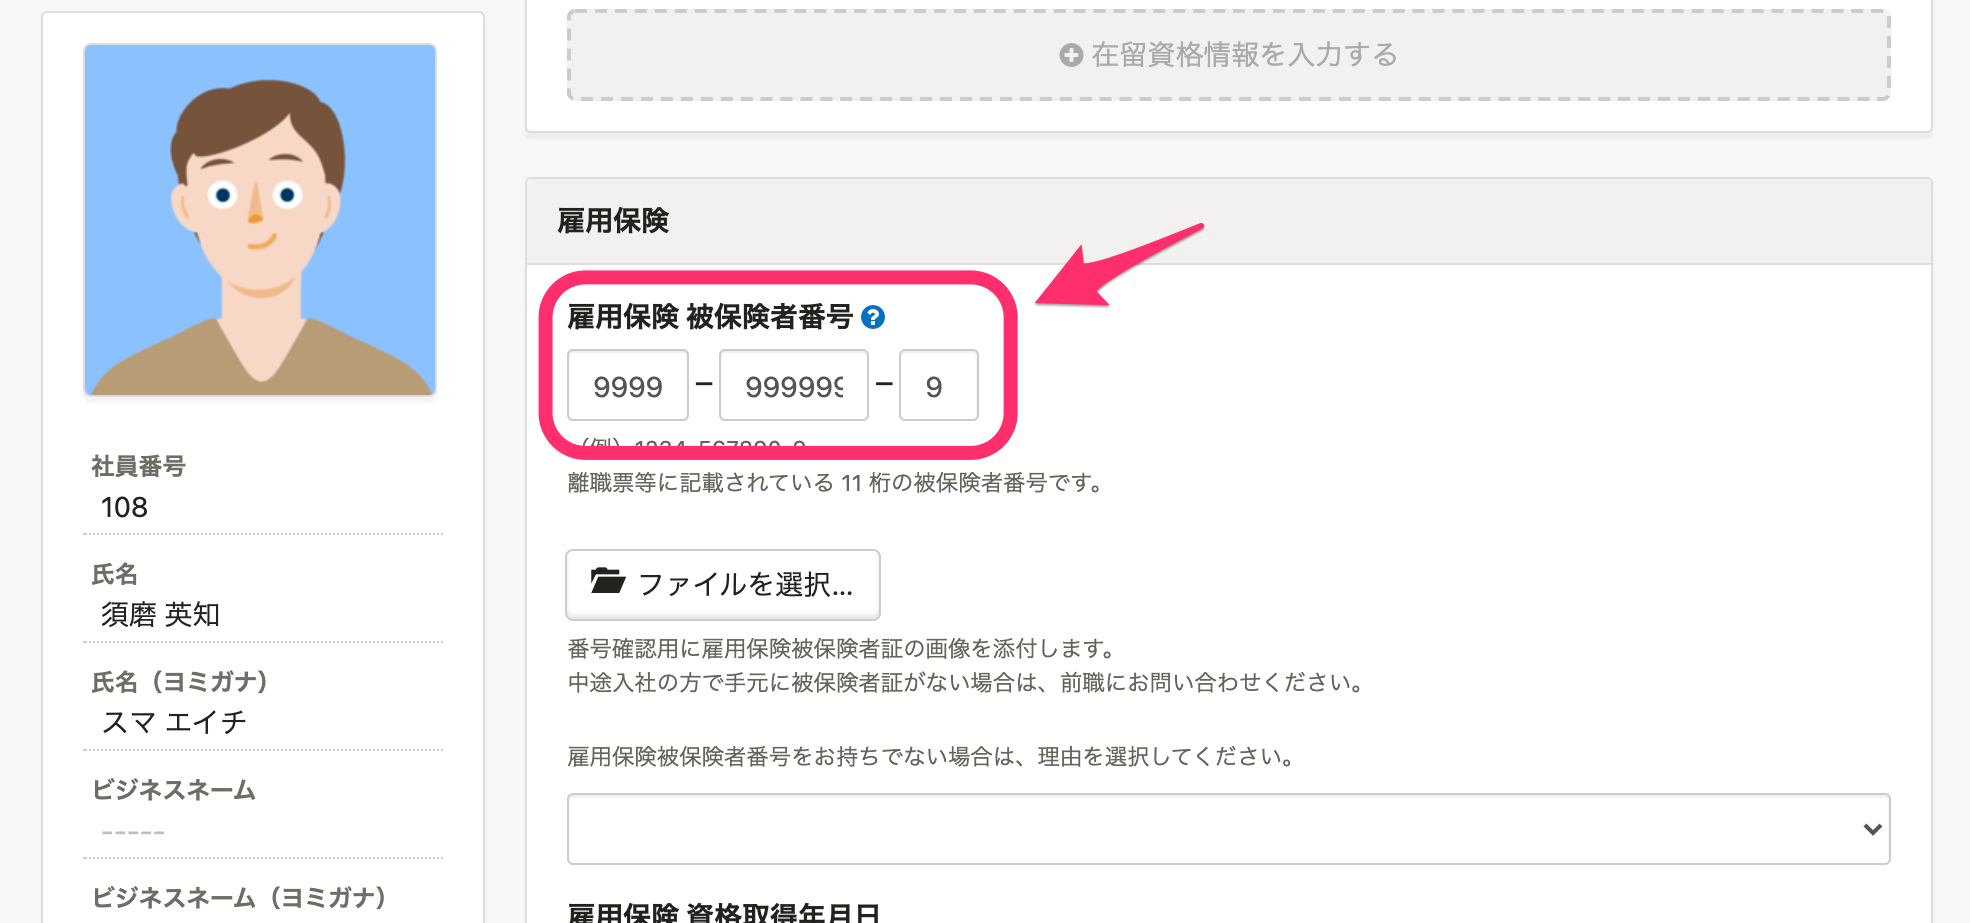 社員番号
108
氏名
須磨 英知
氏名（ヨミガナ）
スマ エイチ
ビジネスネーム
-----
ビジネスネーム（ヨミガナ）
在留資格情報を入力する
雇用保険
雇用保険 被保険者番号
9999 - 999999 - 9
（例）1234-567890-9
離職票等に記載されている 11 桁の被保険者番号です。
ファイルを選択...
番号確認用に雇用保険被保険者証の画像を添付します。
中途入社の方で手元に被保険者証がない場合は、前職にお問い合わせください。
雇用保険被保険者番号をお持ちでない場合は、理由を選択してください。
雇用保険 資格取得年月日